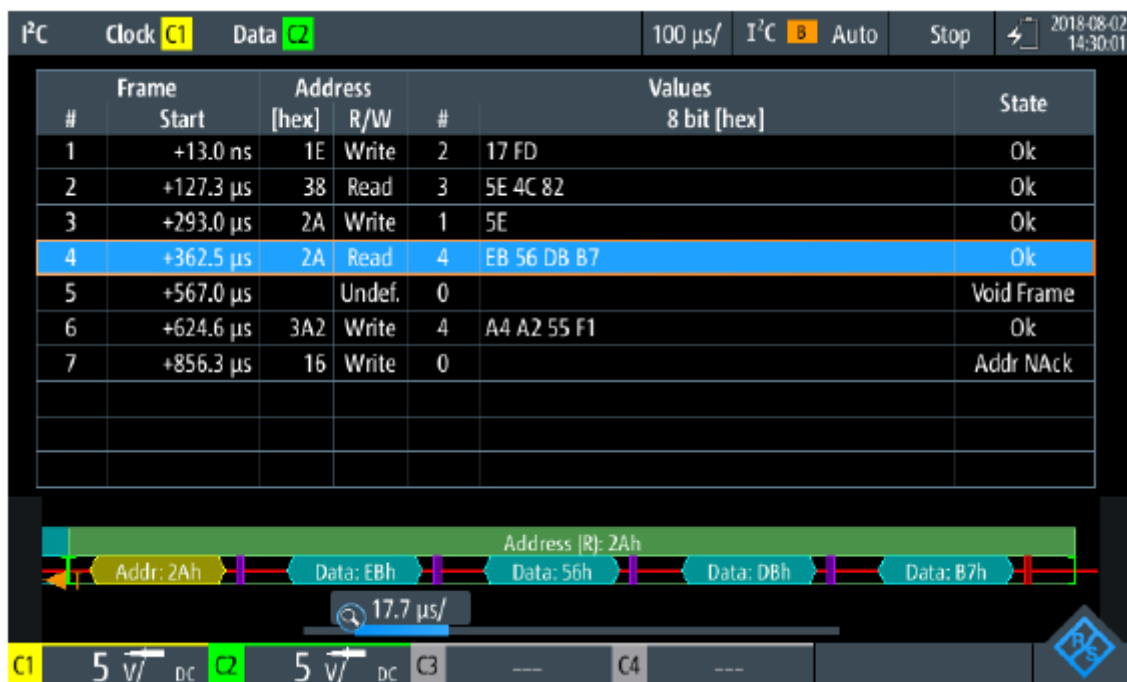 I²C Clock C1 Data C2 100 µs/ I²C B Auto Stop 2018-08-02
14:30:01
Frame Address Values State
# Start [hex] R/W # 8 bit [hex]
1 +13.0 ns 1E Write 2 17 FD Ok
2 +127.3 µs 38 Read 3 5E 4C 82 Ok
3 +293.0 µs 2A Write 1 5E Ok
4 +362.5 µs 2A Read 4 EB 56 DB B7 Ok
5 +567.0 µs Undef. 0 Void Frame
6 +624.6 µs 3A2 Write 4 A4 A2 55 F1 Ok
7 +856.3 µs 16 Write 0 Addr NAck
Address (R): 2Ah
Addr: 2Ah Data: EBh Data: 56h Data: DBh Data: B7h
17.7 µs/
C1 5 V/ DC C2 5 V/ DC C3 --- C4 ---
R&S